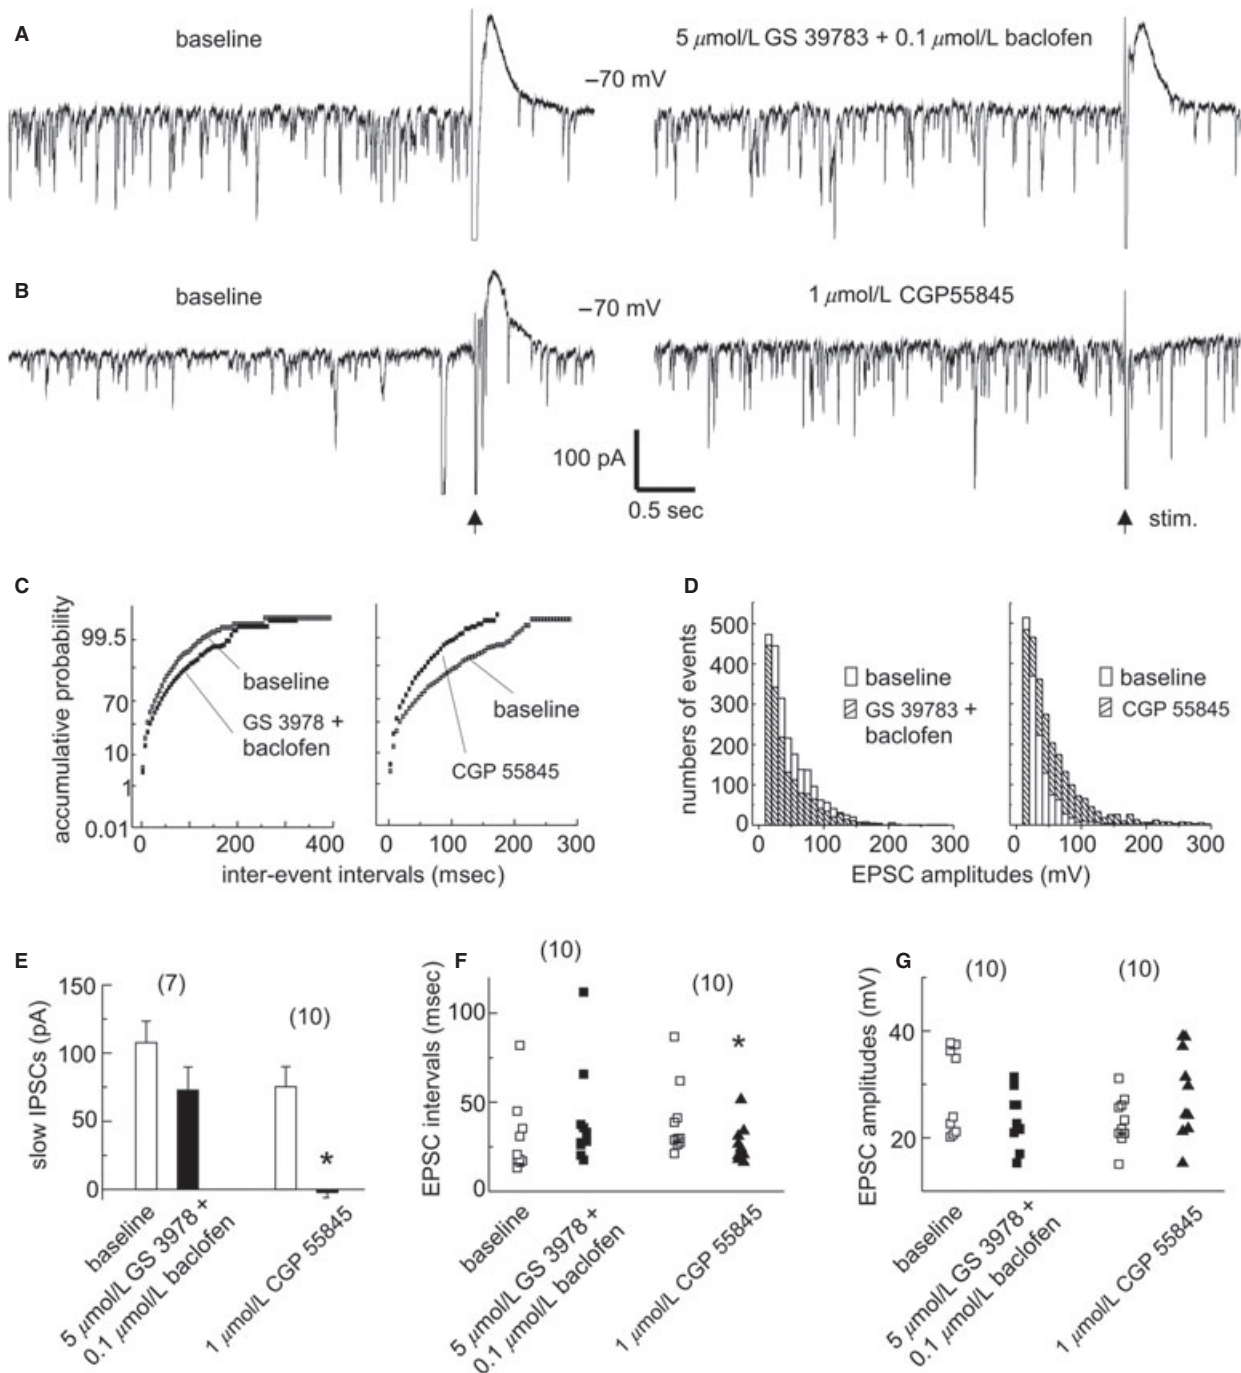 A
baseline
5 µmol/L GS 39783 + 0.1 µmol/L baclofen
–70 mV
B
baseline
–70 mV
1 µmol/L CGP55845
100 pA
0.5 sec
stim.
C
accumulative probability
99.5
70
10
1
0.01
baseline
GS 3978 +
baclofen
0 200 400
baseline
CGP 55845
0 100 200 300
inter-event intervals (msec)
D
numbers of events
500
400
300
200
100
0
baseline
GS 39783 +
baclofen
0 100 200 300
baseline
CGP 55845
0 100 200 300
EPSC amplitudes (mV)
E
slow IPSCs (pA)
150
100
50
0
(7)
(10)
*
baseline
5 µmol/L GS 3978 +
0.1 µmol/L baclofen
1 µmol/L CGP 55845
F
EPSC intervals (msec)
100
50
0
(10)
(10)
*
baseline
5 µmol/L GS 3978 +
0.1 µmol/L baclofen
1 µmol/L CGP 55845
G
EPSC amplitudes (mV)
40
20
(10)
(10)
baseline
5 µmol/L GS 3978 +
0.1 µmol/L baclofen
1 µmol/L CGP 55845